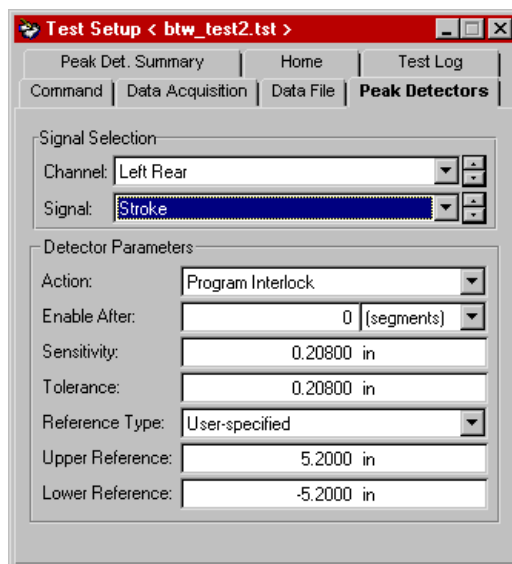 Test Setup < btw_test2.tst >
Peak Det. Summary Home Test Log
Command Data Acquisition Data File Peak Detectors
Signal Selection
Channel: Left Rear
Signal: Stroke
Detector Parameters
Action: Program Interlock
Enable After: 0 (segments)
Sensitivity: 0.20800 in
Tolerance: 0.20800 in
Reference Type: User-specified
Upper Reference: 5.2000 in
Lower Reference: -5.2000 in